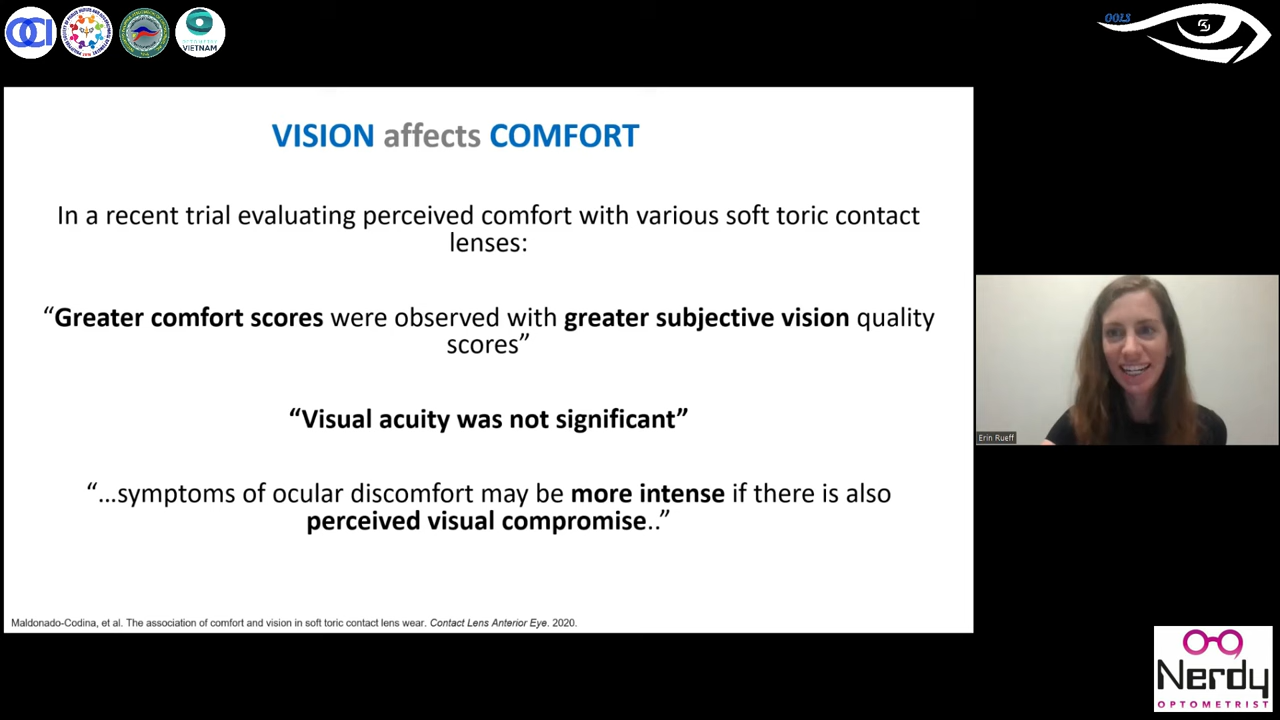 OCI
OPTOMETRY
VIETNAM
OOLS
VISION affects COMFORT
In a recent trial evaluating perceived comfort with various soft toric contact
lenses:
“Greater comfort scores were observed with greater subjective vision quality
scores”
“Visual acuity was not significant”
“...symptoms of ocular discomfort may be more intense if there is also
perceived visual compromise..”
Maldonado-Codina, et al. The association of comfort and vision in soft toric contact lens wear. Contact Lens Anterior Eye. 2020.
Erin Rueff
Nerdy
OPTOMETRIST